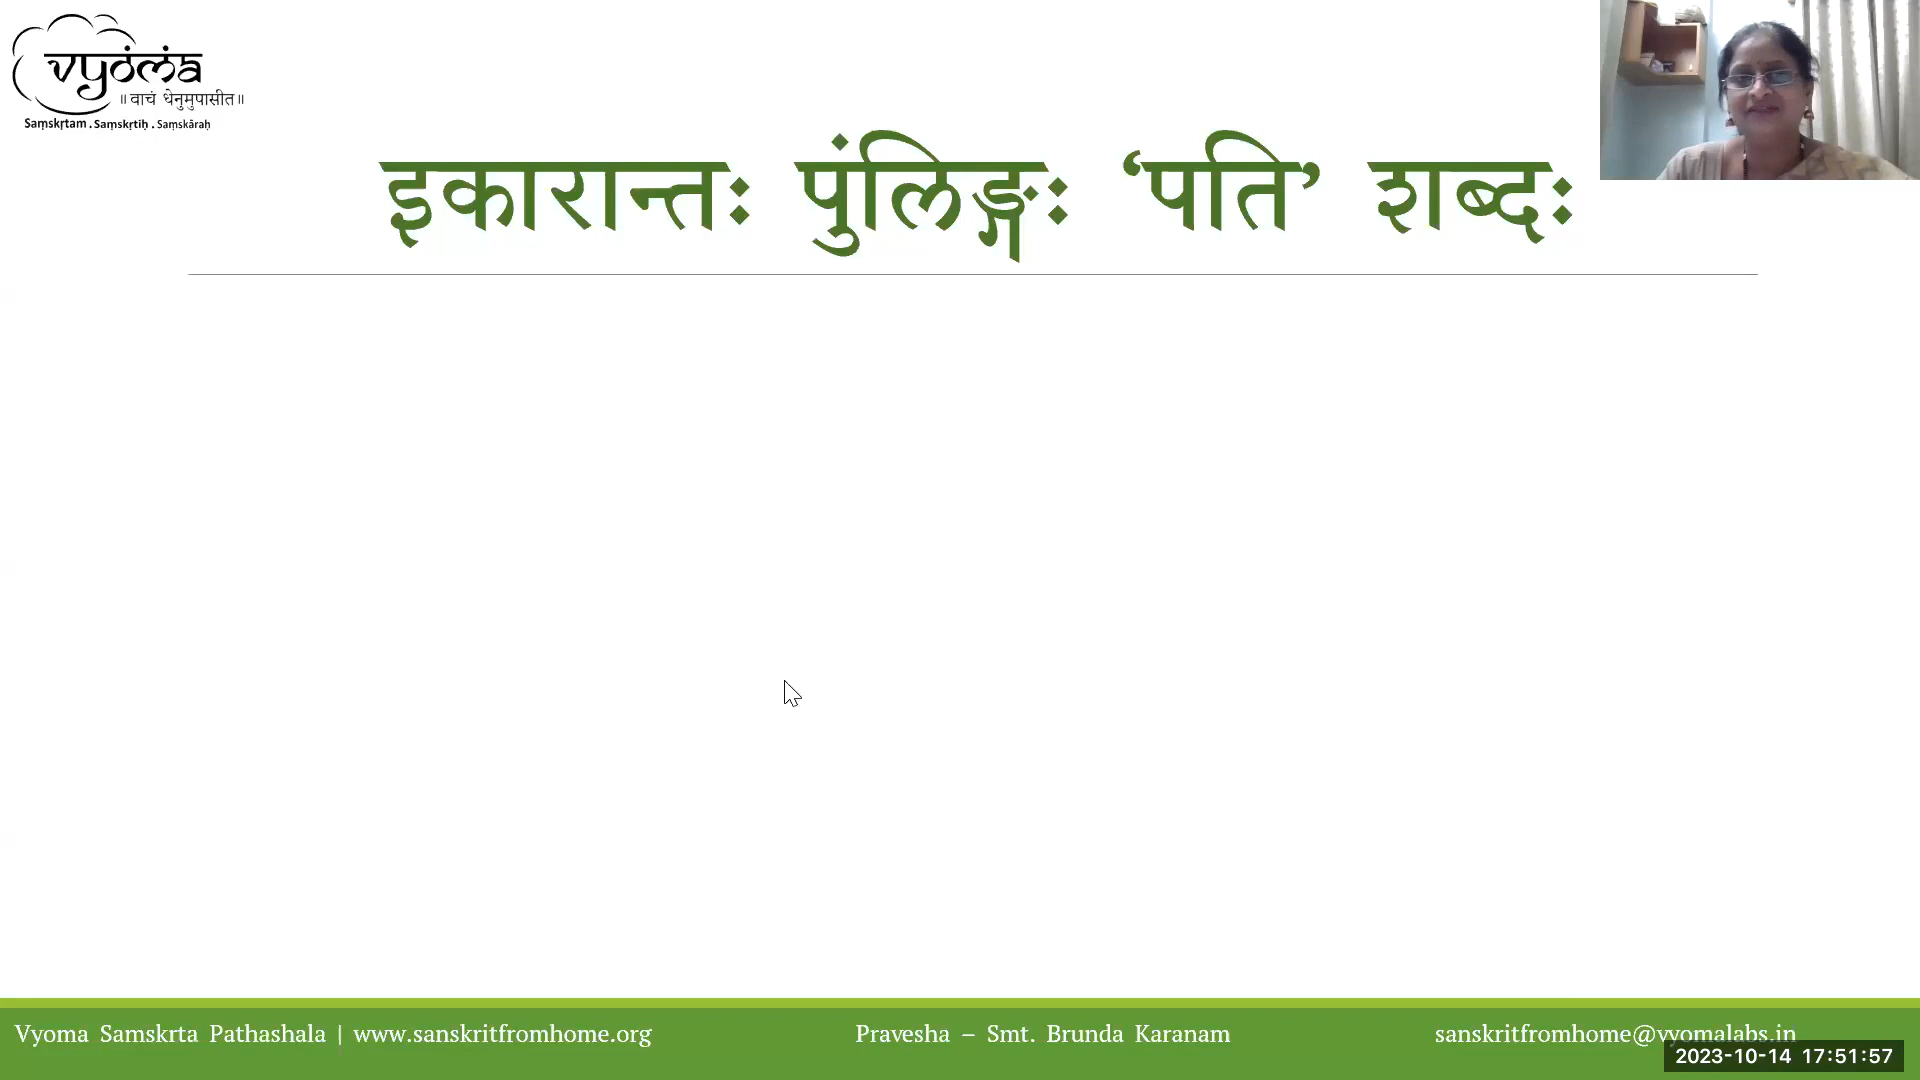 vyoma
॥ वाचं धेनुमुपासीत॥
Saṃskṛtam . Saṃskṛtiḥ . Saṃskāraḥ
इकारान्तः पुंलिङ्गः ‘पति’ शब्दः
Vyoma Samskrta Pathashala | www.sanskritfromhome.org
Pravesha – Smt. Brunda Karanam
sanskritfromhome@vyomalabs.in
2023-10-14 17:51:57